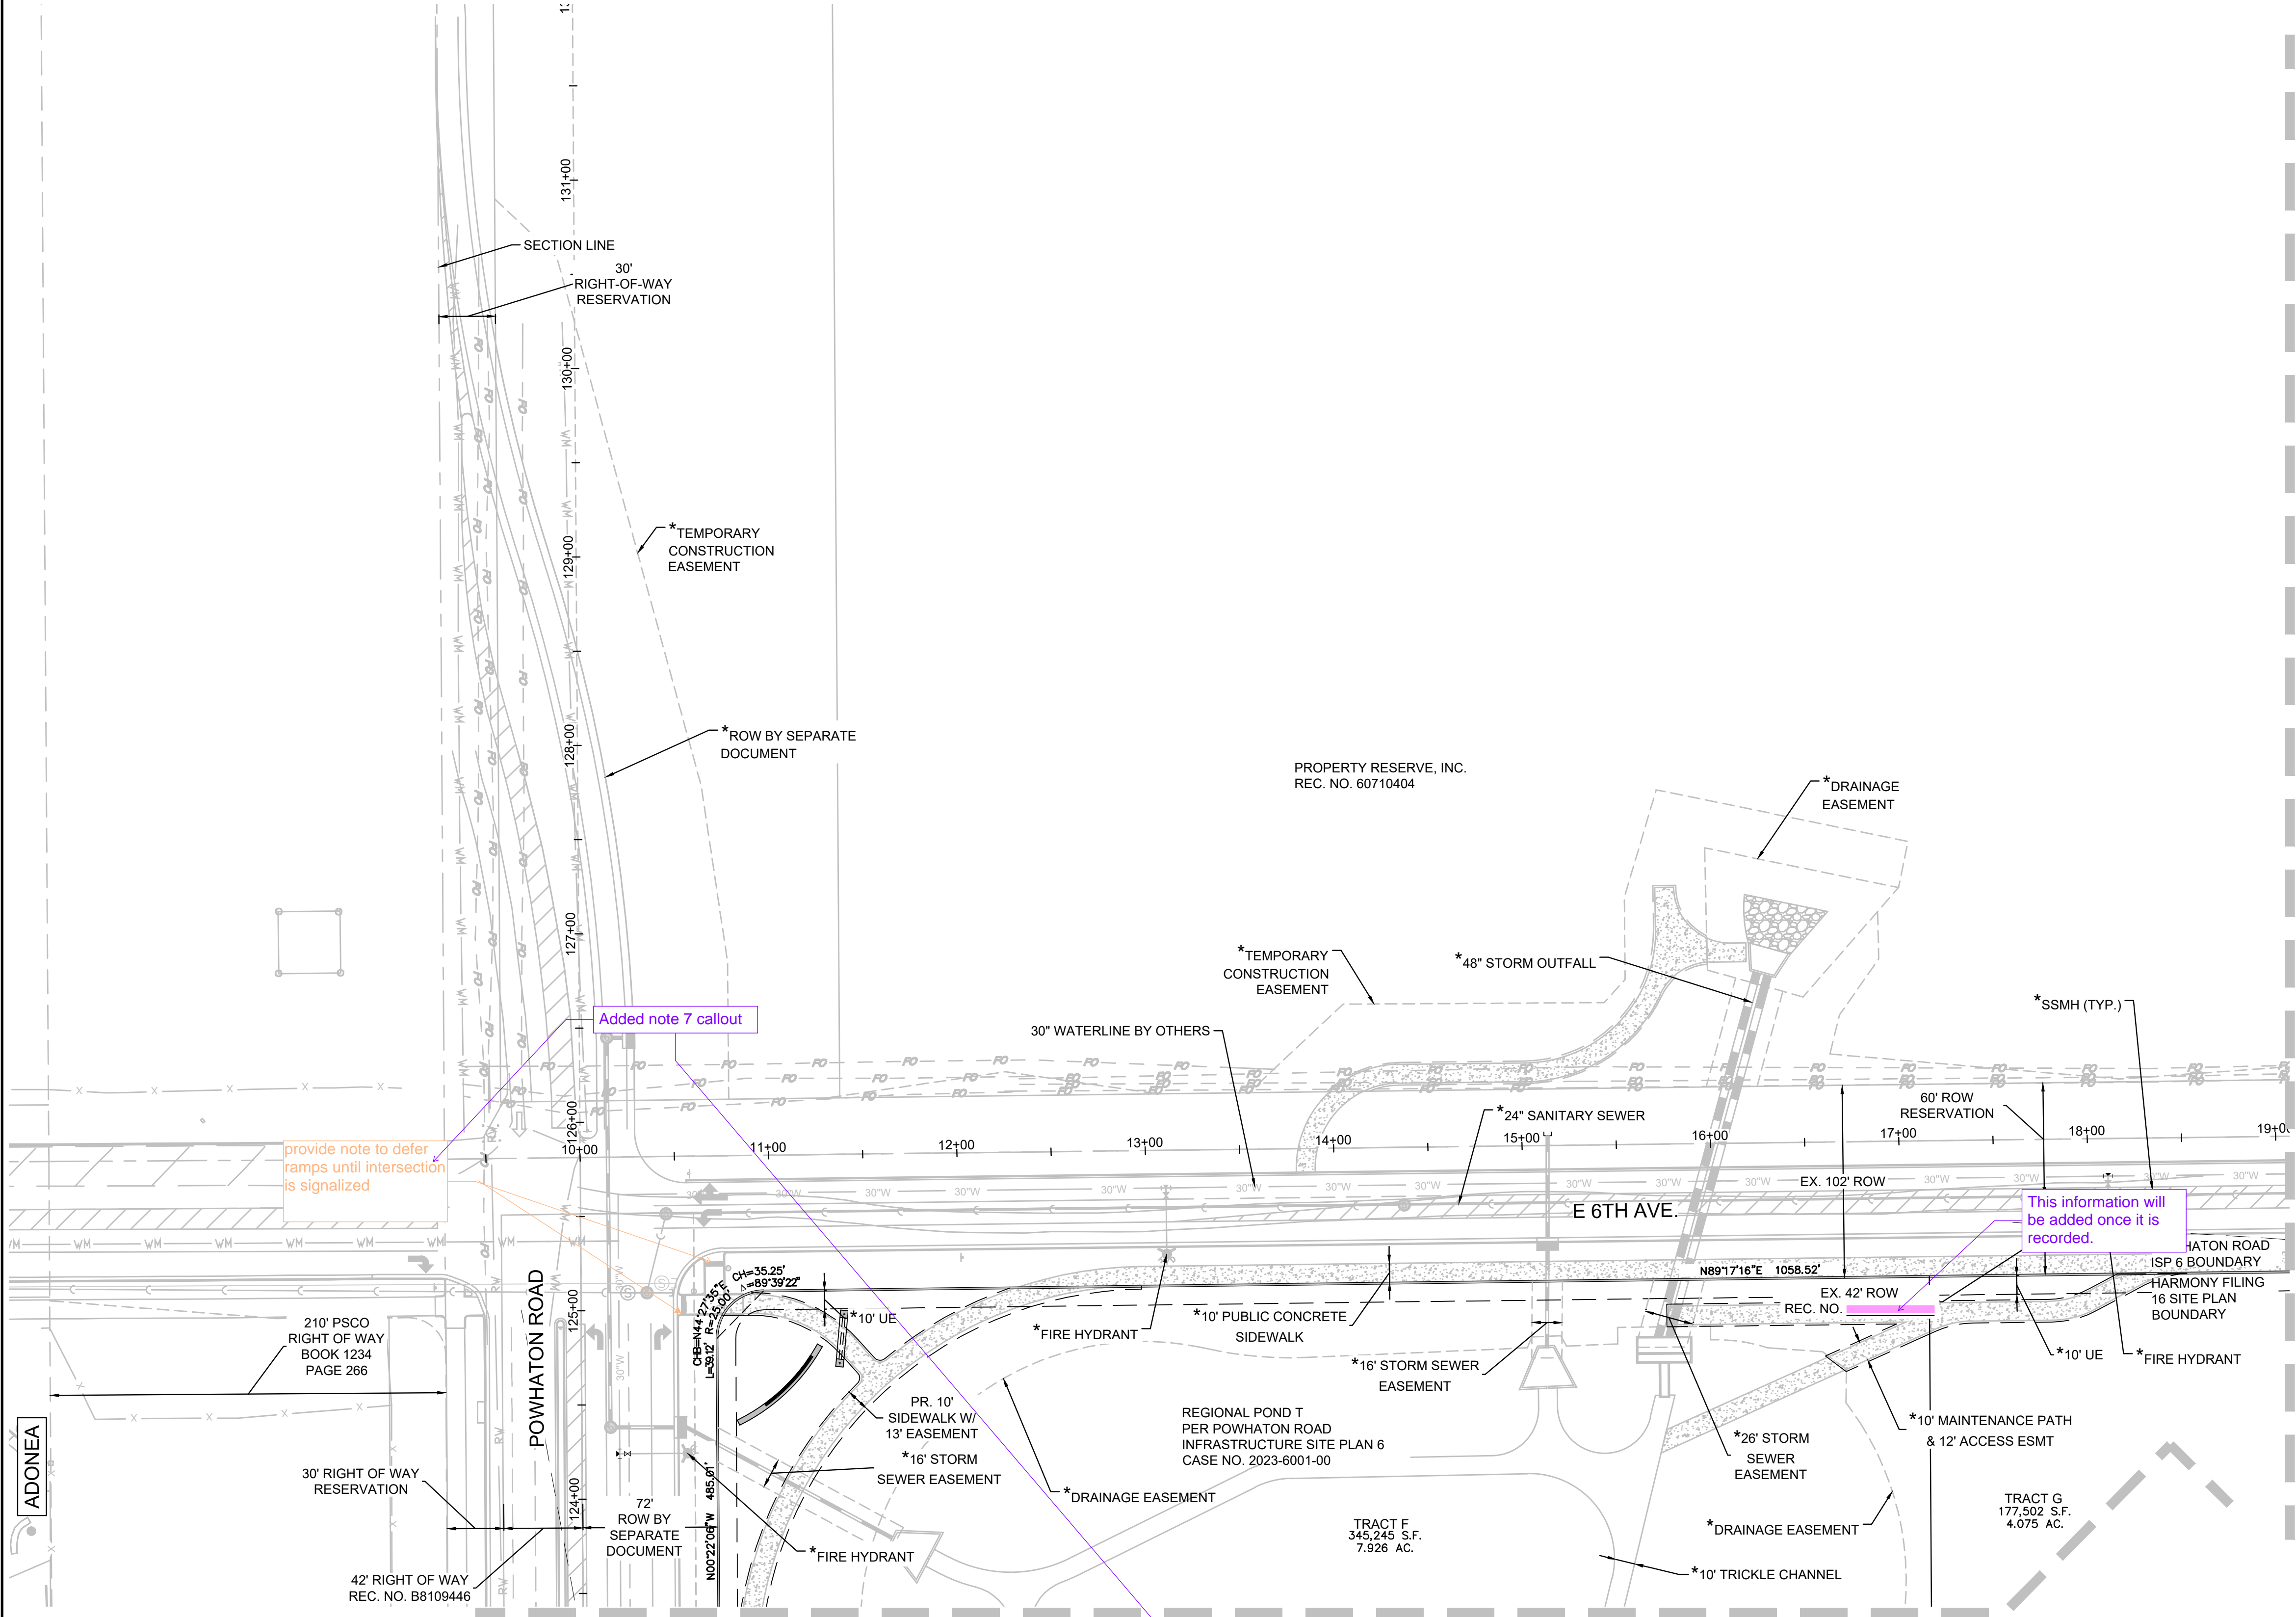 131+00
SECTION LINE
30'
RIGHT-OF-WAY
RESERVATION
130+00
129+00
*TEMPORARY
CONSTRUCTION
EASEMENT
*ROW BY SEPARATE
DOCUMENT
128+00
PROPERTY RESERVE, INC.
REC. NO. 60710404
*DRAINAGE
EASEMENT
127+00
*TEMPORARY
CONSTRUCTION
EASEMENT
*48" STORM OUTFALL
*SSMH (TYP.)
Added note 7 callout
30" WATERLINE BY OTHERS
*24" SANITARY SEWER
60' ROW
RESERVATION
126+00
10+00
11+00
12+00
13+00
14+00
15+00
16+00
17+00
18+00
provide note to defer
ramps until intersection
is signalized
EX. 102' ROW
E 6TH AVE.
This information will
be added once it is
recorded.
HATON ROAD
ISP 6 BOUNDARY
HARMONY FILING
16 SITE PLAN
BOUNDARY
N89°17'16"E 1058.52'
EX. 42' ROW
REC. NO.
CHB=N44°27'35"E CH=35.25'
L=39.12' R=25.00' Δ=89°39'22"
*10' UE
*FIRE HYDRANT
*10' PUBLIC CONCRETE
SIDEWALK
*16' STORM SEWER
EASEMENT
*10' UE
*FIRE HYDRANT
125+00
POWHATON ROAD
210' PSCO
RIGHT OF WAY
BOOK 1234
PAGE 266
PR. 10'
SIDEWALK W/
13' EASEMENT
REGIONAL POND T
PER POWHATON ROAD
INFRASTRUCTURE SITE PLAN 6
CASE NO. 2023-6001-00
*10' MAINTENANCE PATH
& 12' ACCESS ESMT
*26' STORM
SEWER
EASEMENT
ADONEA
30' RIGHT OF WAY
RESERVATION
*16' STORM
SEWER EASEMENT
*DRAINAGE EASEMENT
124+00
72'
ROW BY
SEPARATE
DOCUMENT
N00°22'06"W 485.01'
TRACT F
345,245 S.F.
7.926 AC.
*DRAINAGE EASEMENT
TRACT G
177,502 S.F.
4.075 AC.
*FIRE HYDRANT
*10' TRICKLE CHANNEL
42' RIGHT OF WAY
REC. NO. B8109446